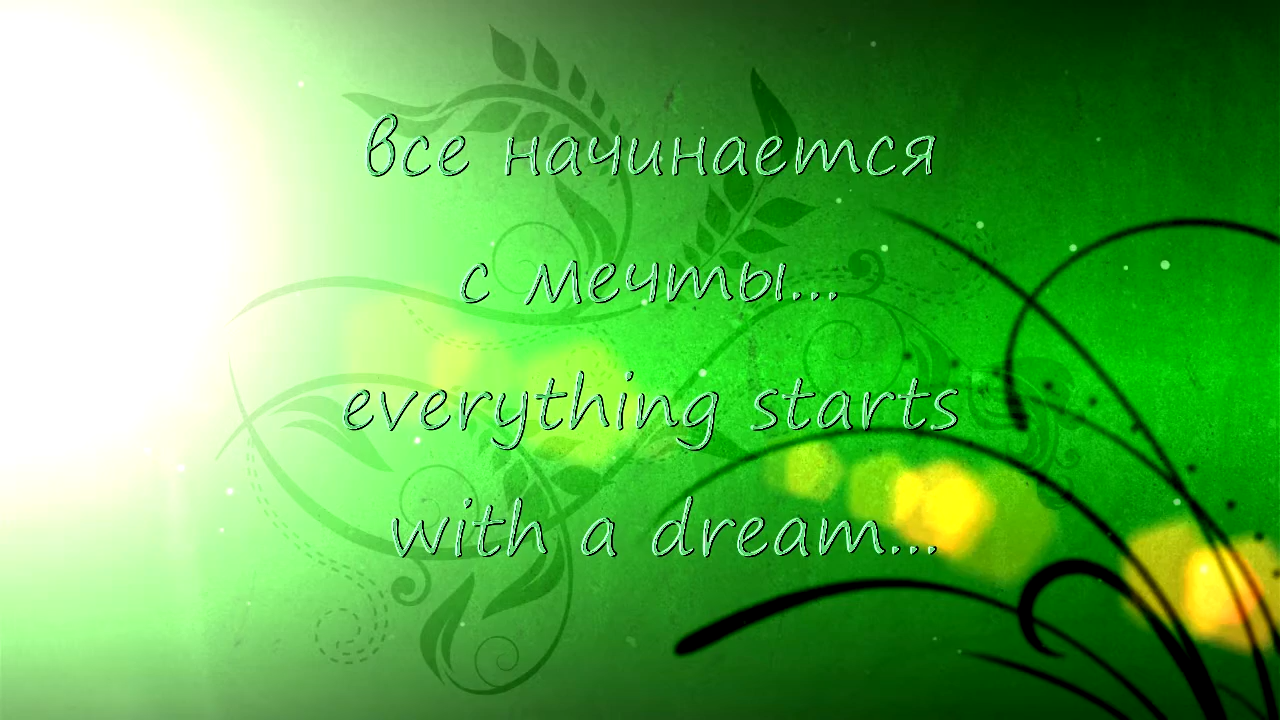 все начинается
с мечты...
everything starts
with a dream...